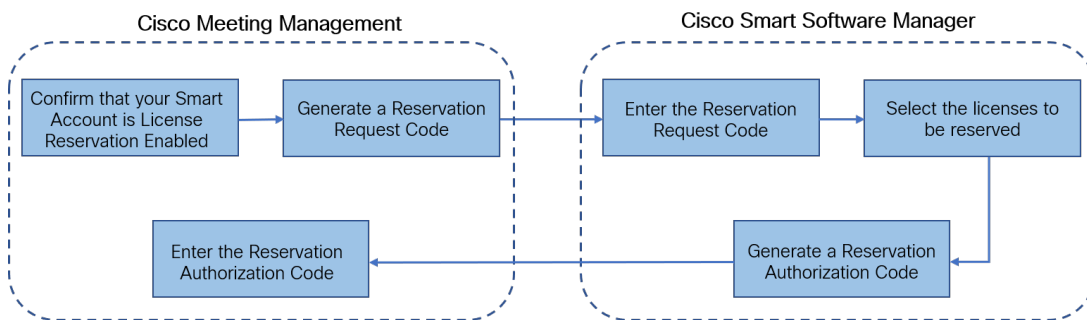 Cisco Meeting Management
Cisco Smart Software Manager
Confirm that your Smart
Account is License
Reservation Enabled
Generate a Reservation
Request Code
Enter the Reservation
Request Code
Select the licenses to
be reserved
Enter the Reservation
Authorization Code
Generate a Reservation
Authorization Code